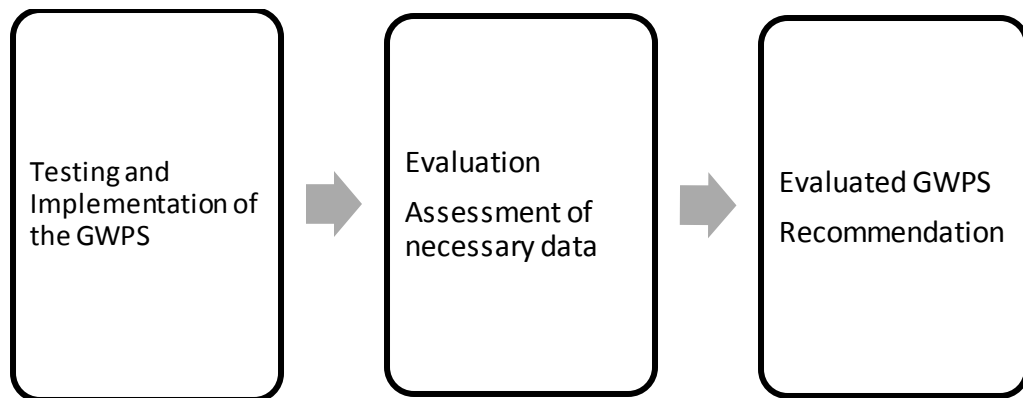 Testing and
Implementation of
the GWPS
Evaluation
Assessment of
necessary data
Evaluated GWPS
Recommendation